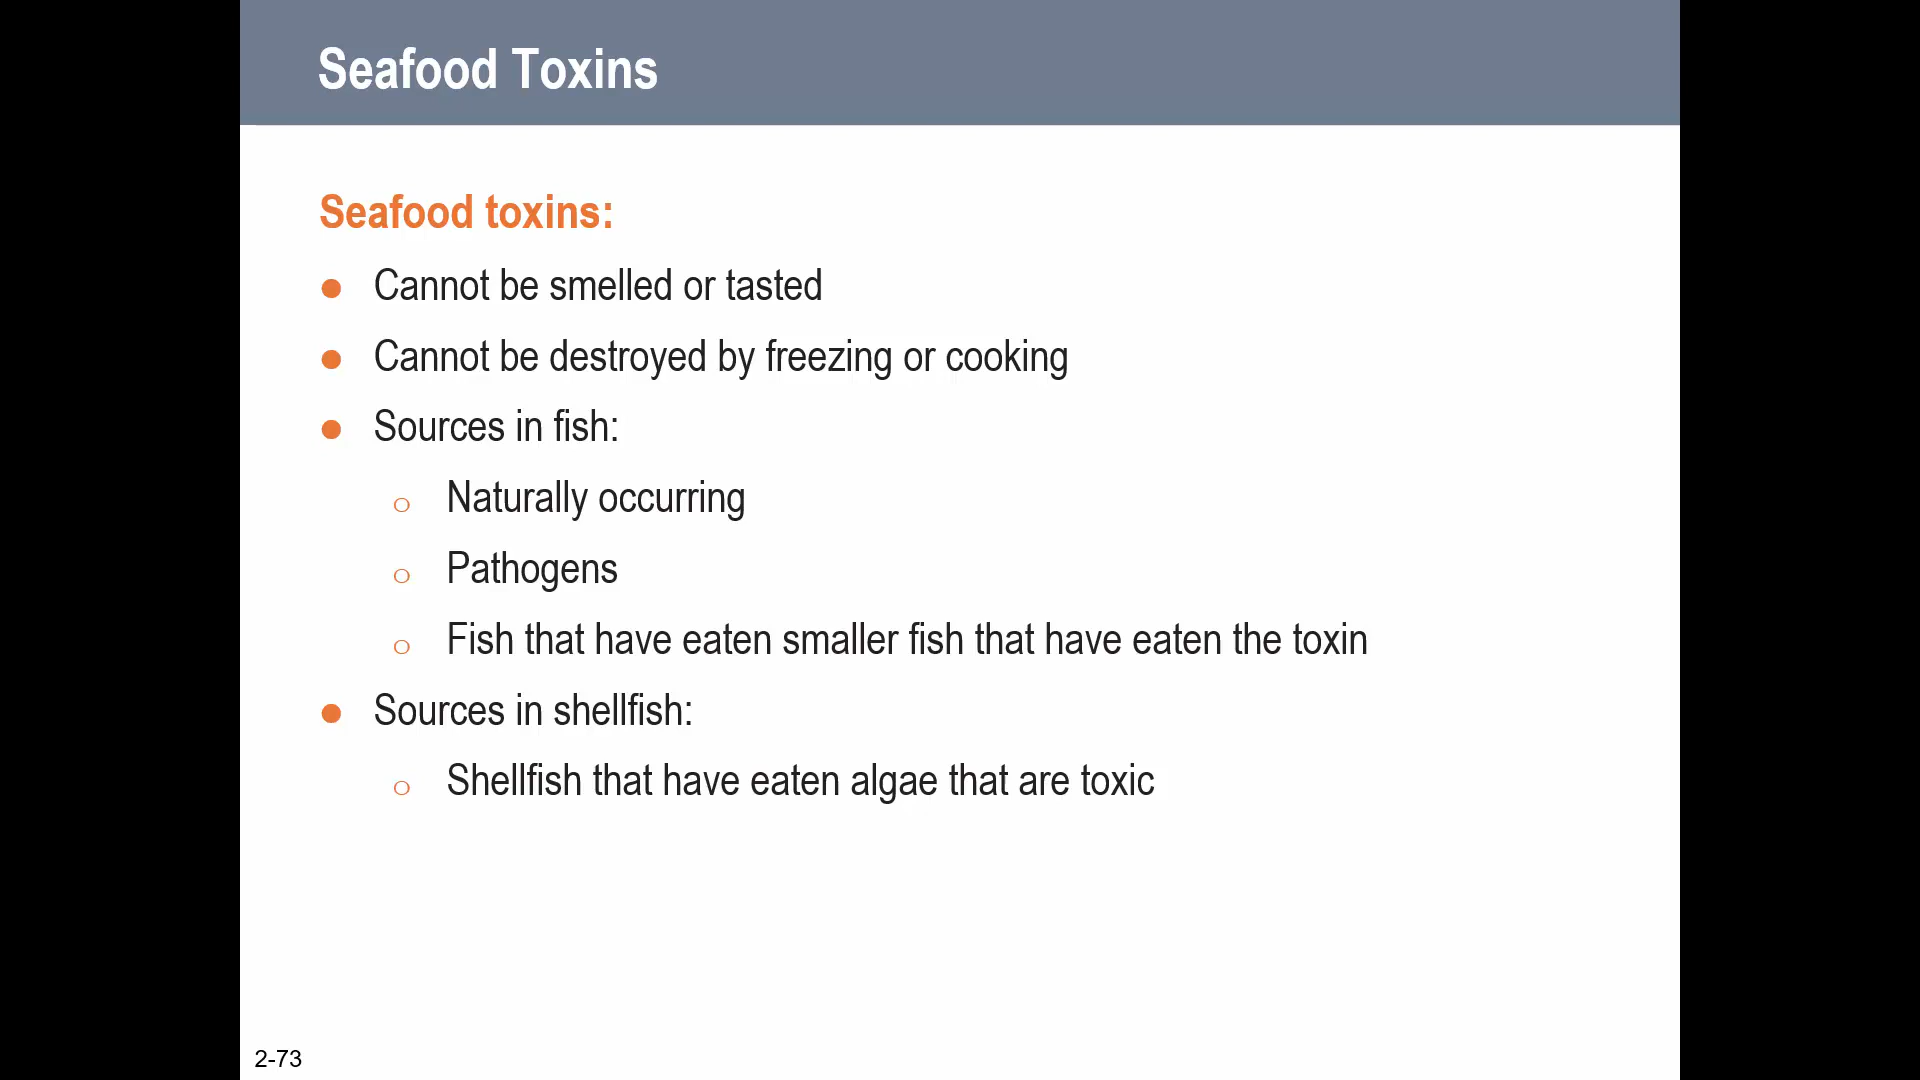 Seafood Toxins
Seafood toxins:
● Cannot be smelled or tasted
● Cannot be destroyed by freezing or cooking
● Sources in fish:
o Naturally occurring
o Pathogens
o Fish that have eaten smaller fish that have eaten the toxin
● Sources in shellfish:
o Shellfish that have eaten algae that are toxic
2-73